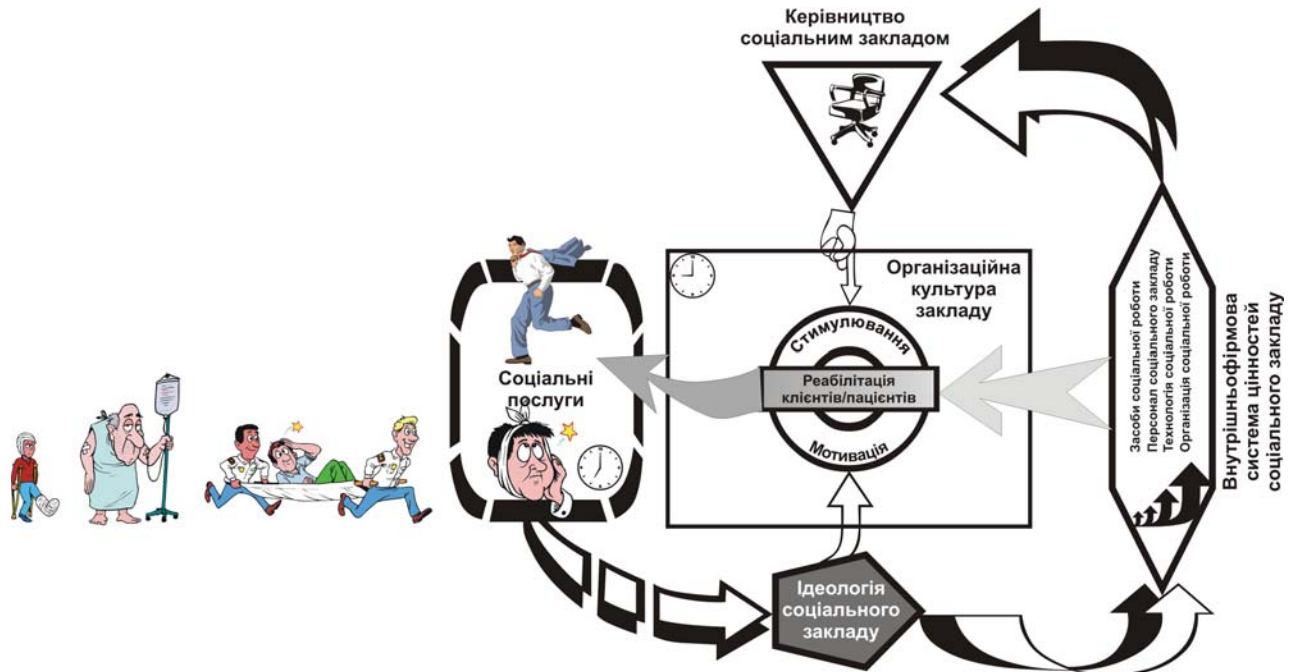 Керівництво
соціальним закладом
Організаційна
культура
закладу
Стимулювання
Реабілітація
клієнтів/пацієнтів
Мотивація
Соціальні
послуги
Ідеологія
соціального
закладу
Засоби соціальної роботи
Персонал соціального закладу
Технологія соціальної роботи
Організація соціальної роботи
Внутрішньофірмова
система цінностей
соціального закладу